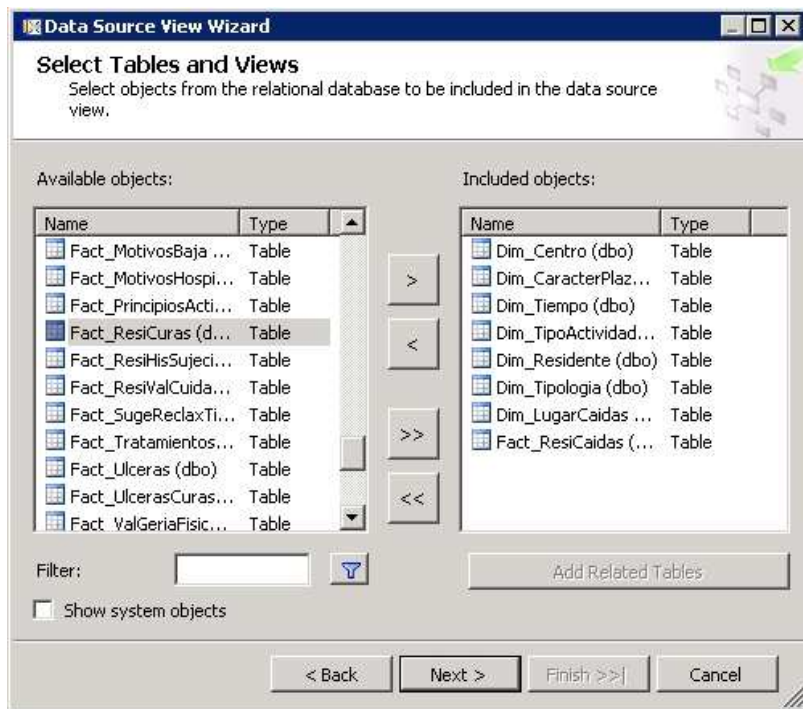 Data Source View Wizard
Select Tables and Views
Select objects from the relational database to be included in the data source
view.
Available objects:
Name Type
Fact_MotivosBaja ... Table
Fact_MotivosHospi... Table
Fact_PrincipiosActi... Table
Fact_ResiCuras (d... Table
Fact_ResiHisSujeci... Table
Fact_ResiValCuida... Table
Fact_SugeReclaxTi... Table
Fact_Tratamientos... Table
Fact_Ulceras (dbo) Table
Fact_UlcerasCuras... Table
Fact_ValGeriaFisic... Table
>
<
>>
<<
Included objects:
Name Type
Dim_Centro (dbo) Table
Dim_CaracterPlaz... Table
Dim_Tiempo (dbo) Table
Dim_TipoActividad... Table
Dim_Residente (dbo) Table
Dim_Tipologia (dbo) Table
Dim_LugarCaidas ... Table
Fact_ResiCaidas (... Table
Filter:
Add Related Tables
Show system objects
< Back Next > Finish >>| Cancel